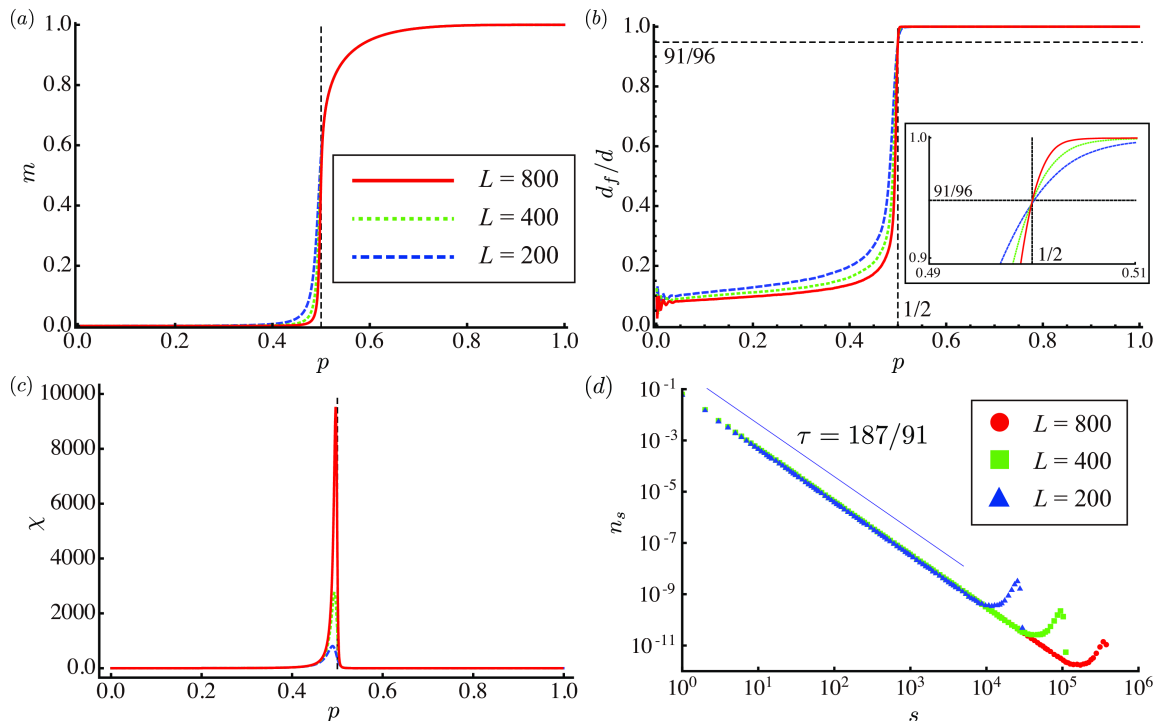 (a)
1.0
0.8
0.6
0.4
0.2
0.0
m
0.0 0.2 0.4 0.6 0.8 1.0
p
L = 800
L = 400
L = 200
(b)
1.0
0.8
0.6
0.4
0.2
0.0
d_f/d
91/96
1/2
0.0 0.2 0.4 0.6 0.8 1.0
p
1.0
91/96
0.9
1/2
0.49 0.51
(c)
10000
8000
6000
4000
2000
0.0
χ
0.0 0.2 0.4 0.6 0.8 1.0
p
(d)
10^-1
10^-3
10^-5
10^-7
10^-9
10^-11
n_s
τ = 187/91
L = 800
L = 400
L = 200
10^0 10^1 10^2 10^3 10^4 10^5 10^6
s